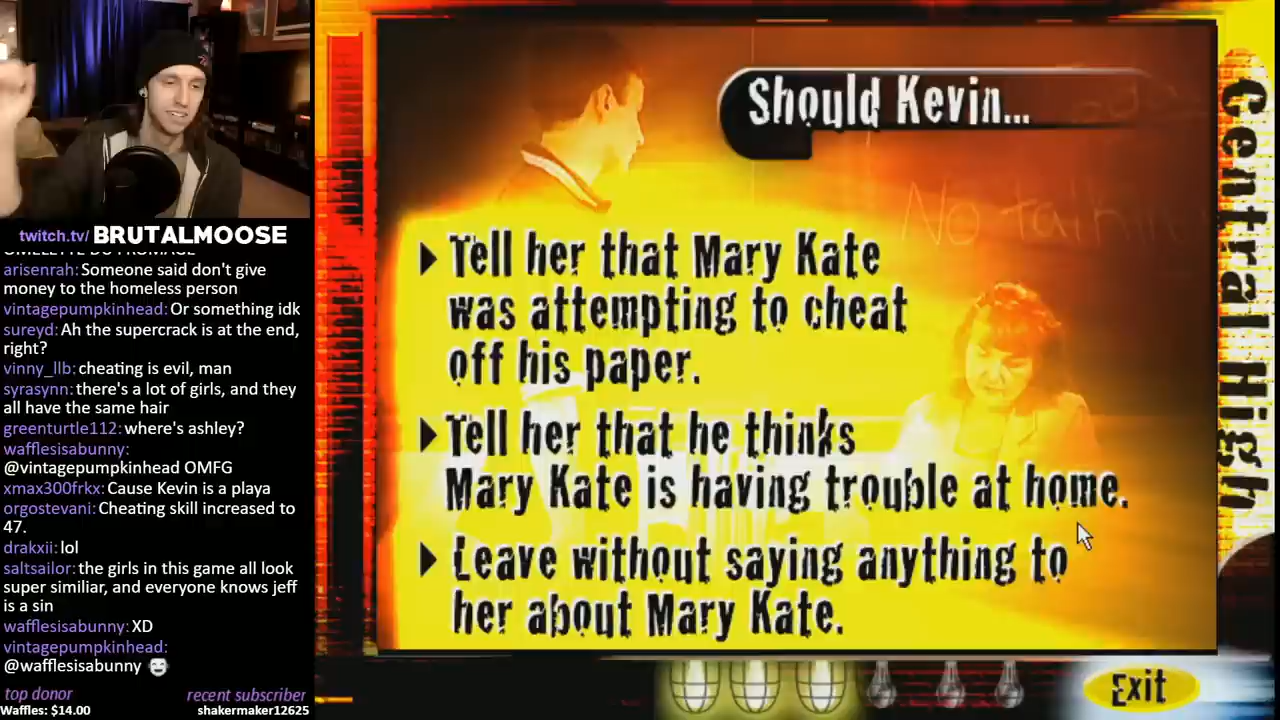 twitch.tv/ BRUTALMOOSE
OMELETTE DU FROMAGE
arisenrah: Someone said don't give
money to the homeless person
vintagepumpkinhead: Or something idk
sureyd: Ah the supercrack is at the end,
right?
vinny_llb: cheating is evil, man
syrasynn: there's a lot of girls, and they
all have the same hair
greenturtle112: where's ashley?
wafflesisabunny:
@vintagepumpkinhead OMFG
xmax300frkx: Cause Kevin is a playa
orgostevani: Cheating skill increased to
47.
drakxii: lol
saltsailor: the girls in this game all look
super similiar, and everyone knows jeff
is a sin
wafflesisabunny: XD
vintagepumpkinhead:
@wafflesisabunny
top donor
Waffles: $14.00
recent subscriber
shakermaker12625
Should Kevin...
No talking
Tell her that Mary Kate
was attempting to cheat
off his paper.
Tell her that he thinks
Mary Kate is having trouble at home.
Leave without saying anything to
her about Mary Kate.
Central High
Exit